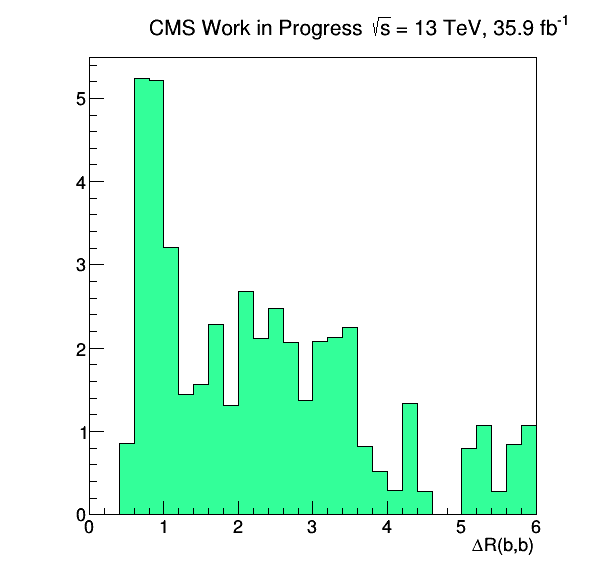 CMS Work in Progress √s = 13 TeV, 35.9 fb⁻¹
5
4
3
2
1
0
0 1 2 3 4 5 6
ΔR(b,b)